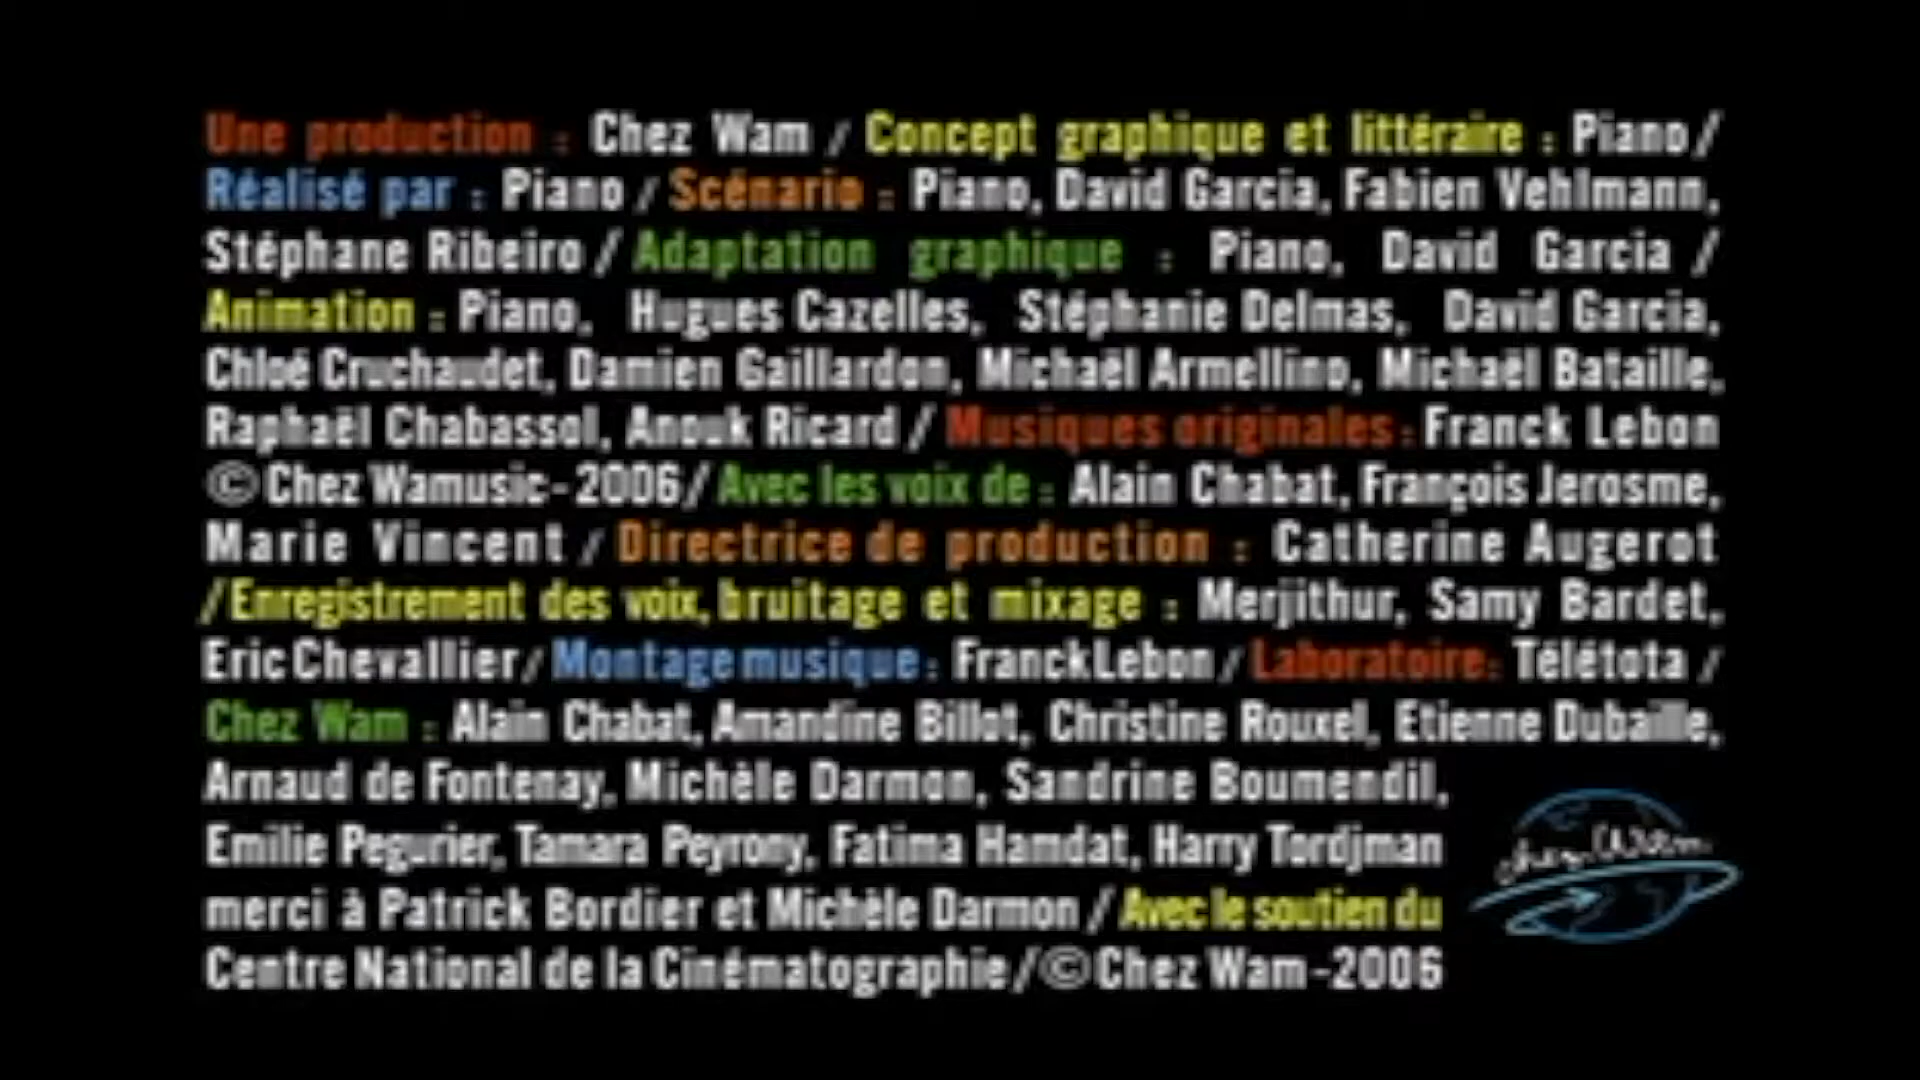 Une production : Chez Wam / Concept graphique et littéraire : Piano /
Réalisé par : Piano / Scénario : Piano, David Garcia, Fabien Vehlmann,
Stéphane Ribeiro / Adaptation graphique : Piano, David Garcia /
Animation : Piano, Hugues Cazelles, Stéphanie Delmas, David Garcia,
Chloé Cruchaudet, Damien Gaillardon, Michaël Armellino, Michaël Bataille,
Raphaël Chabassol, Anouk Ricard / Musiques originales : Franck Lebon
© Chez Wamusic - 2006 / Avec les voix de : Alain Chabat, François Jerosme,
Marie Vincent / Directrice de production : Catherine Augerot
/ Enregistrement des voix, bruitage et mixage : Merjithur, Samy Bardet,
Eric Chevallier / Montage musique : Franck Lebon / Laboratoire : Télétota /
Chez Wam : Alain Chabat, Amandine Billot, Christine Rouxel, Etienne Dubaille,
Arnaud de Fontenay, Michèle Darmon, Sandrine Boumendil,
Emilie Pegurier, Tamara Peyrony, Fatima Hamdat, Harry Tordjman
merci à Patrick Bordier et Michèle Darmon / Avec le soutien du
Centre National de la Cinématographie / © Chez Wam - 2006
chez Wam